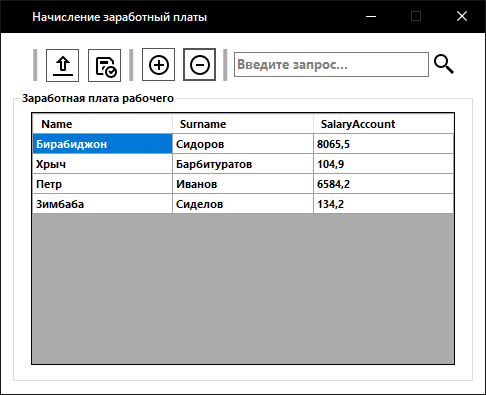 Начисление заработный платы
Введите запрос...
Заработная плата рабочего
Name Surname SalaryAccount
Бирабиджон Сидоров 8065,5
Хрыч Барбитуратов 104,9
Петр Иванов 6584,2
Зимбаба Сиделов 134,2